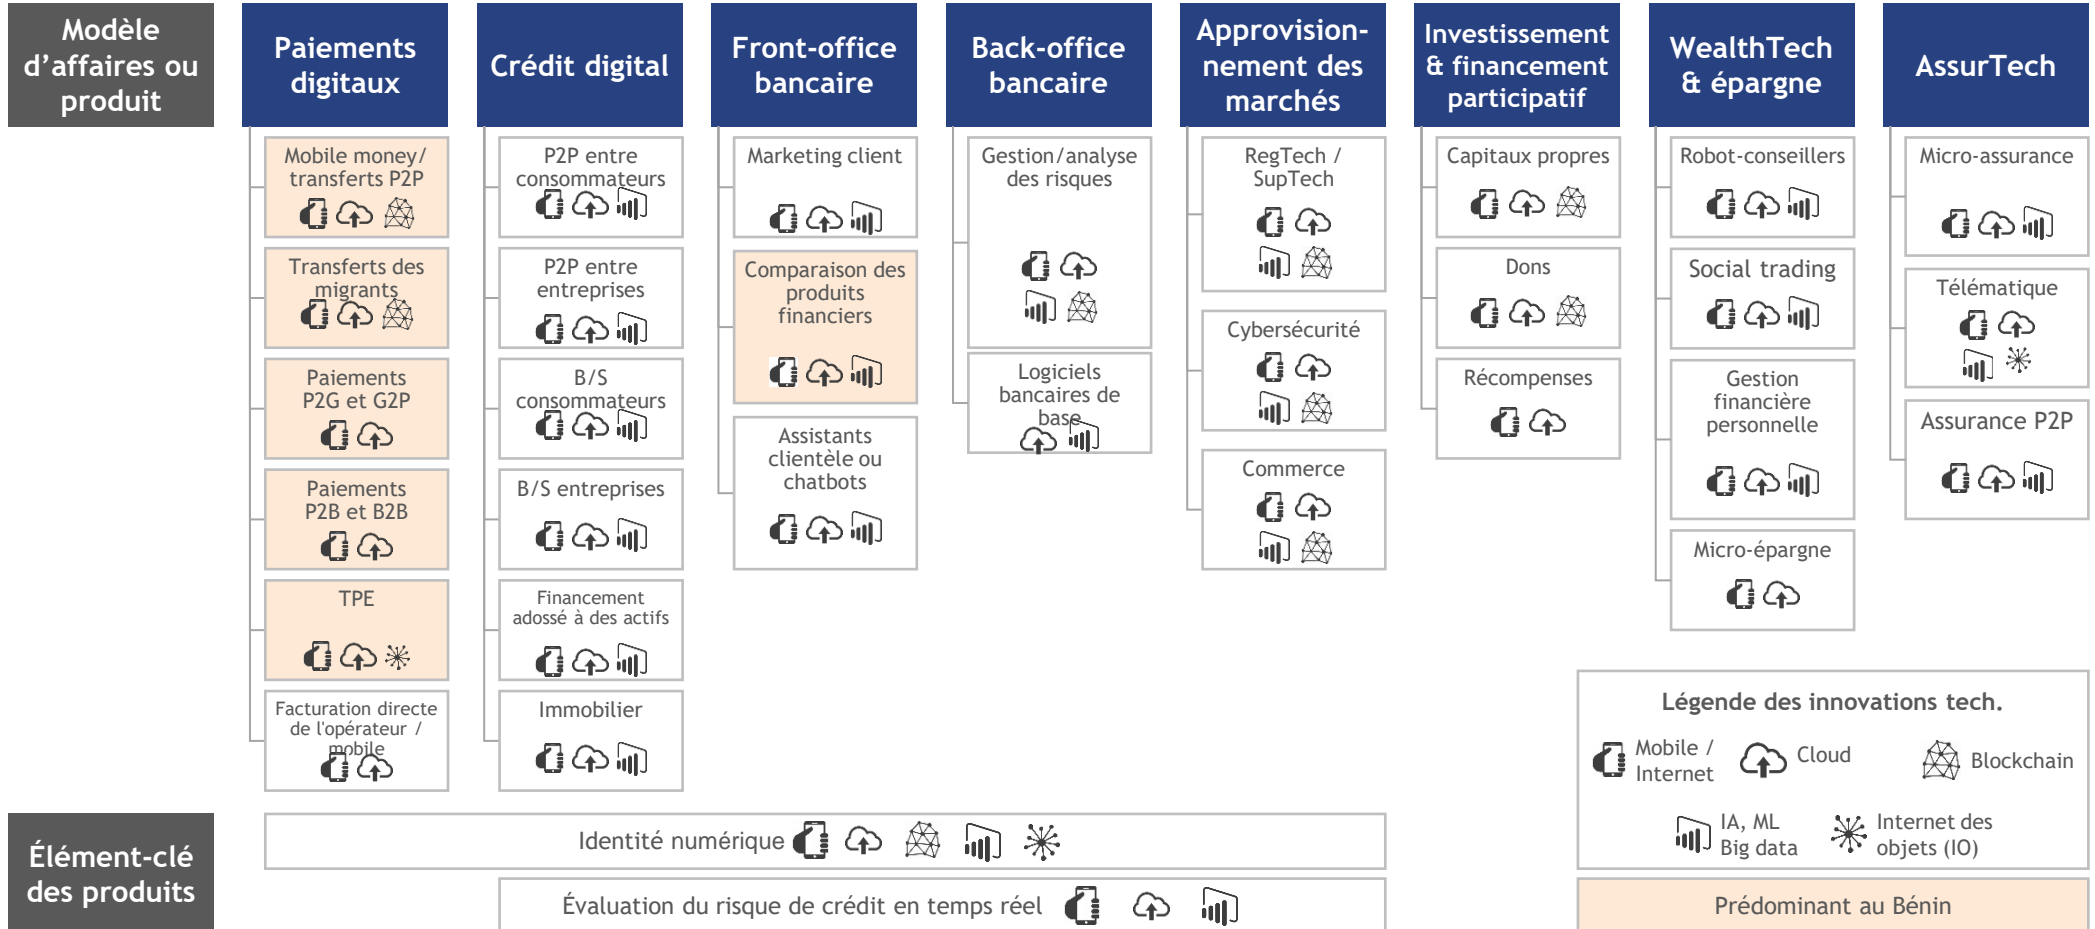 Modèle
d’affaires ou
produit
Paiements
digitaux
Mobile money/
transferts P2P
Transferts des
migrants
Paiements
P2G et G2P
Paiements
P2B et B2B
TPE
Facturation directe
de l'opérateur /
mobile
Crédit digital
P2P entre
consommateurs
P2P entre
entreprises
B/S
consommateurs
B/S entreprises
Financement
adossé à des actifs
Immobilier
Front-office
bancaire
Marketing client
Comparaison des
produits
financiers
Assistants
clientèle ou
chatbots
Back-office
bancaire
Gestion/analyse
des risques
Logiciels
bancaires de
base
Approvision-
nement des
marchés
RegTech /
SupTech
Cybersécurité
Commerce
Investissement
& financement
participatif
Capitaux propres
Dons
Récompenses
WealthTech
& épargne
Robot-conseillers
Social trading
Gestion
financière
personnelle
Micro-épargne
AssurTech
Micro-assurance
Télématique
Assurance P2P
Élément-clé
des produits
Identité numérique
Évaluation du risque de crédit en temps réel
Légende des innovations tech.
Mobile /
Internet
Cloud
Blockchain
IA, ML
Big data
Internet des
objets (IO)
Prédominant au Bénin